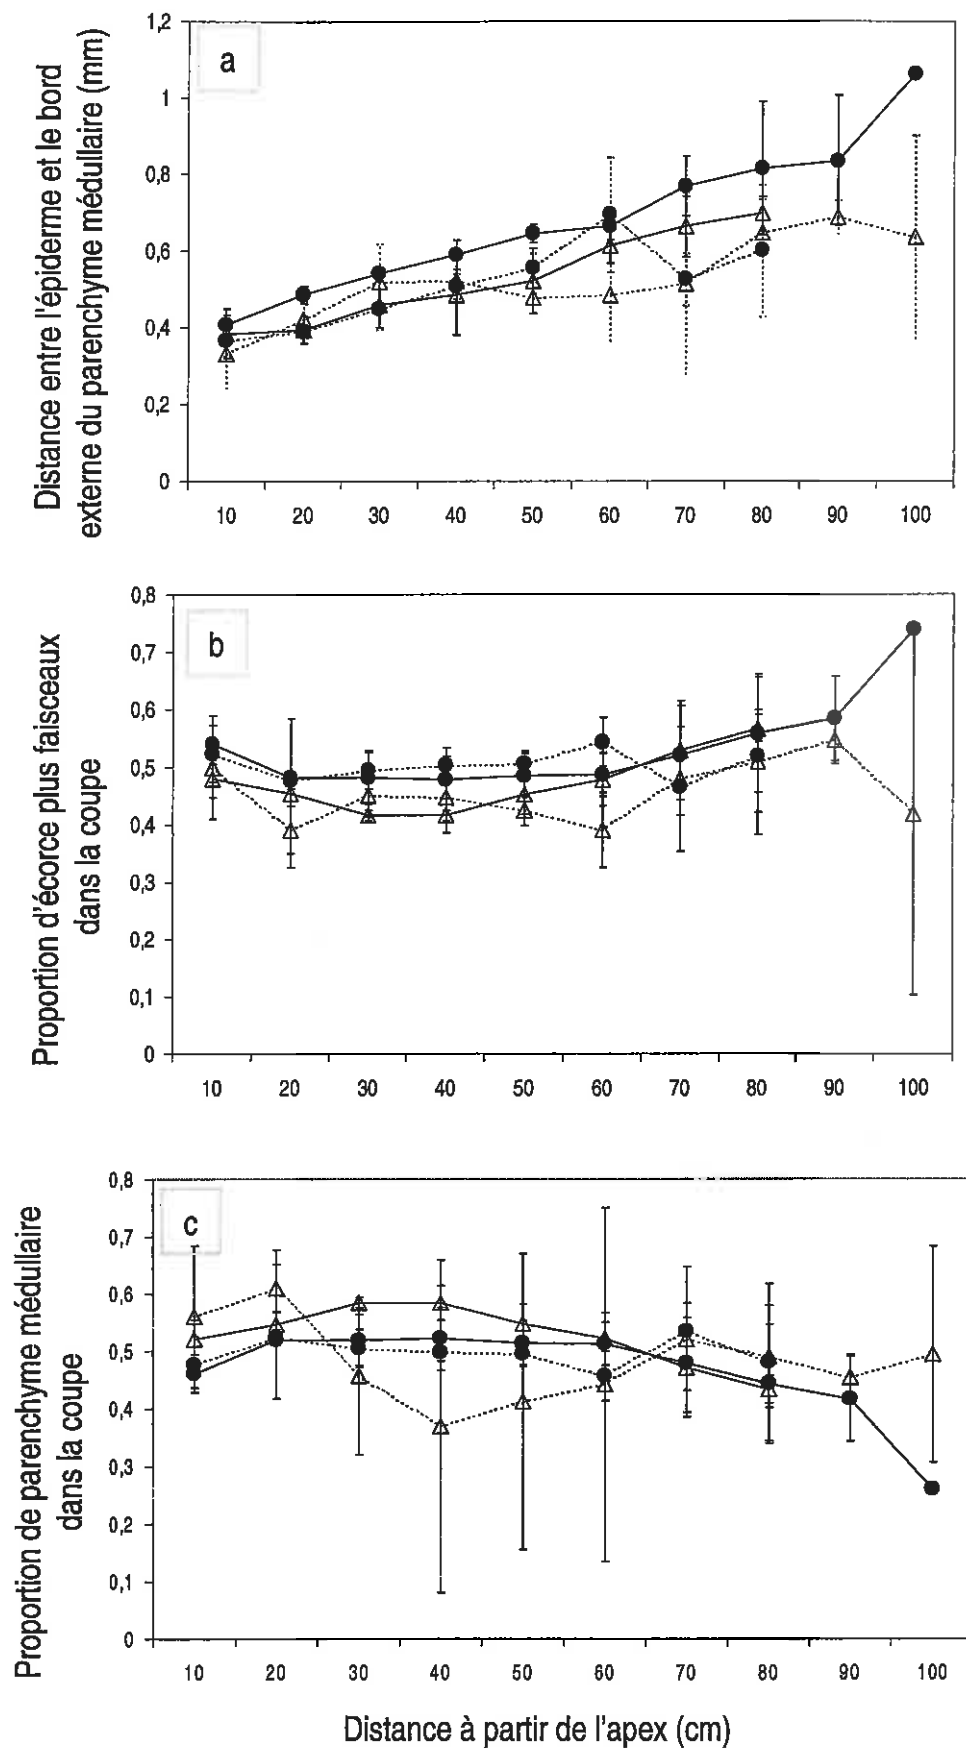 Distance entre l'épiderme et le bord
externe du parenchyme médullaire (mm)
a
1,2
1
0,8
0,6
0,4
0,2
0
10 20 30 40 50 60 70 80 90 100
Proportion d'écorce plus faisceaux
dans la coupe
b
0,8
0,7
0,6
0,5
0,4
0,3
0,2
0,1
0
10 20 30 40 50 60 70 80 90 100
Proportion de parenchyme médullaire
dans la coupe
c
0,8
0,7
0,6
0,5
0,4
0,3
0,2
0,1
0
10 20 30 40 50 60 70 80 90 100
Distance à partir de l'apex (cm)